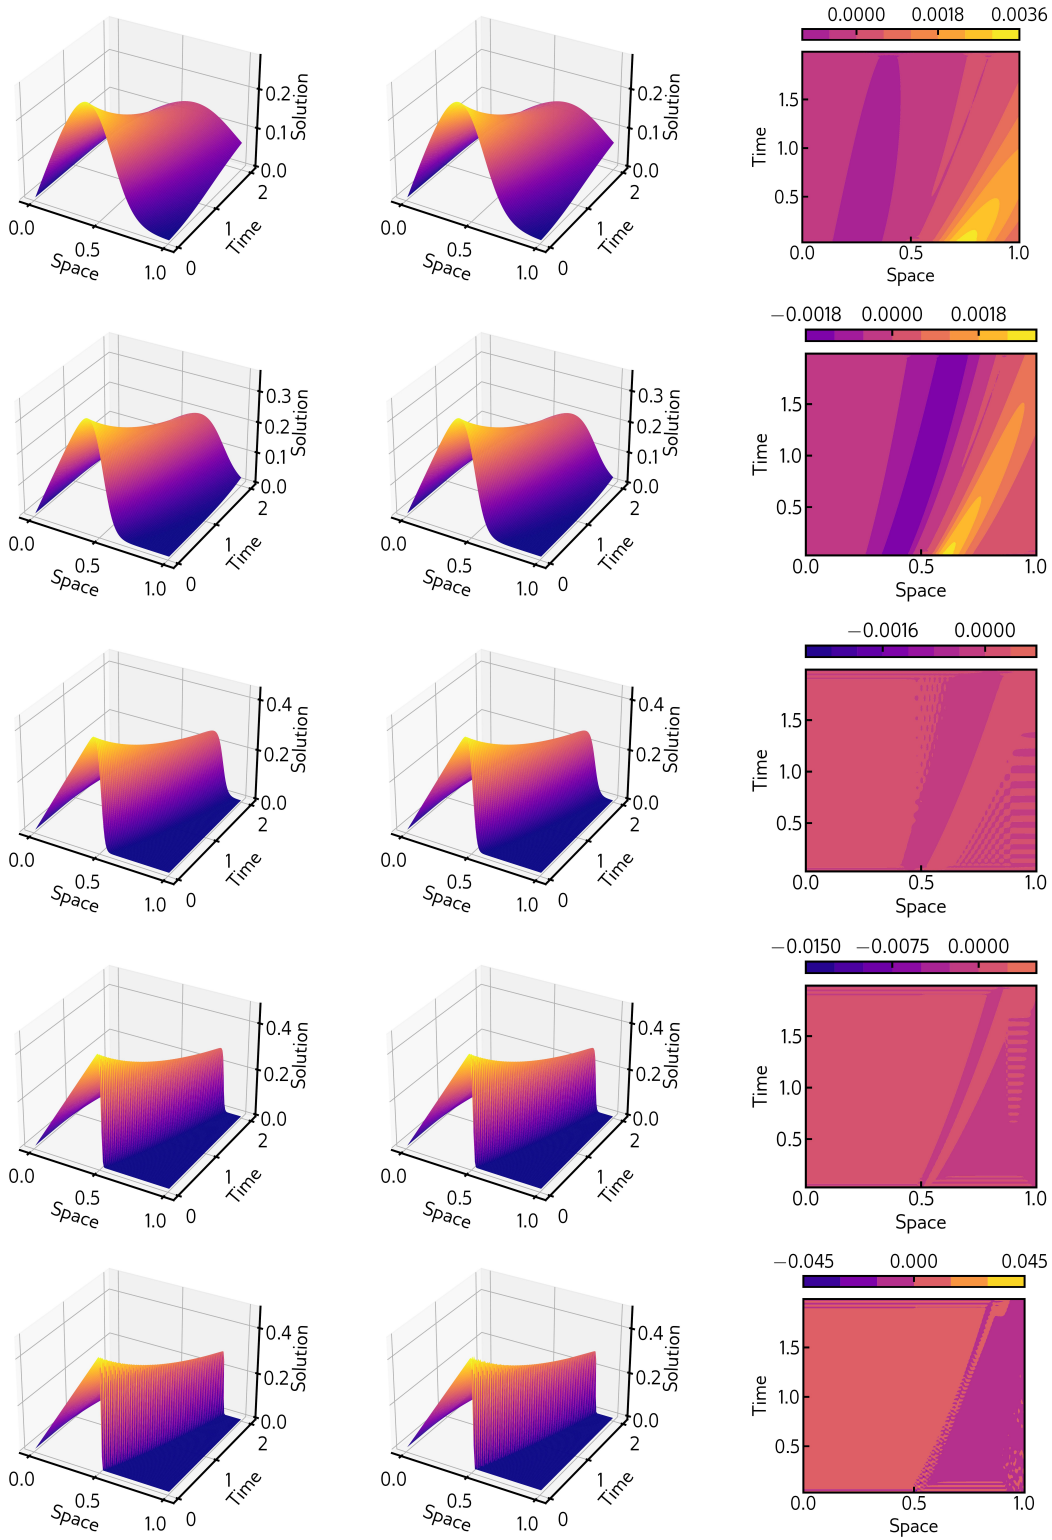 0.0000 0.0018 0.0036
0.2
0.1
0.0
Solution
2
1
0
Time
0.0
0.5
1.0
Space
0.2
0.1
0.0
Solution
2
1
0
Time
0.0
0.5
1.0
Space
1.5
1.0
0.5
Time
0.0 0.5 1.0
Space
−0.0018 0.0000 0.0018
0.3
0.2
0.1
0.0
Solution
2
1
0
Time
0.0
0.5
1.0
Space
0.3
0.2
0.1
0.0
Solution
2
1
0
Time
0.0
0.5
1.0
Space
1.5
1.0
0.5
Time
0.0 0.5 1.0
Space
−0.0016 0.0000
0.4
0.2
0.0
Solution
2
1
0
Time
0.0
0.5
1.0
Space
0.4
0.2
0.0
Solution
2
1
0
Time
0.0
0.5
1.0
Space
1.5
1.0
0.5
Time
0.0 0.5 1.0
Space
−0.0150 −0.0075 0.0000
0.4
0.2
0.0
Solution
2
1
0
Time
0.0
0.5
1.0
Space
0.4
0.2
0.0
Solution
2
1
0
Time
0.0
0.5
1.0
Space
1.5
1.0
0.5
Time
0.0 0.5 1.0
Space
−0.045 0.000 0.045
0.4
0.2
0.0
Solution
2
1
0
Time
0.0
0.5
1.0
Space
0.4
0.2
0.0
Solution
2
1
0
Time
0.0
0.5
1.0
Space
1.5
1.0
0.5
Time
0.0 0.5 1.0
Space